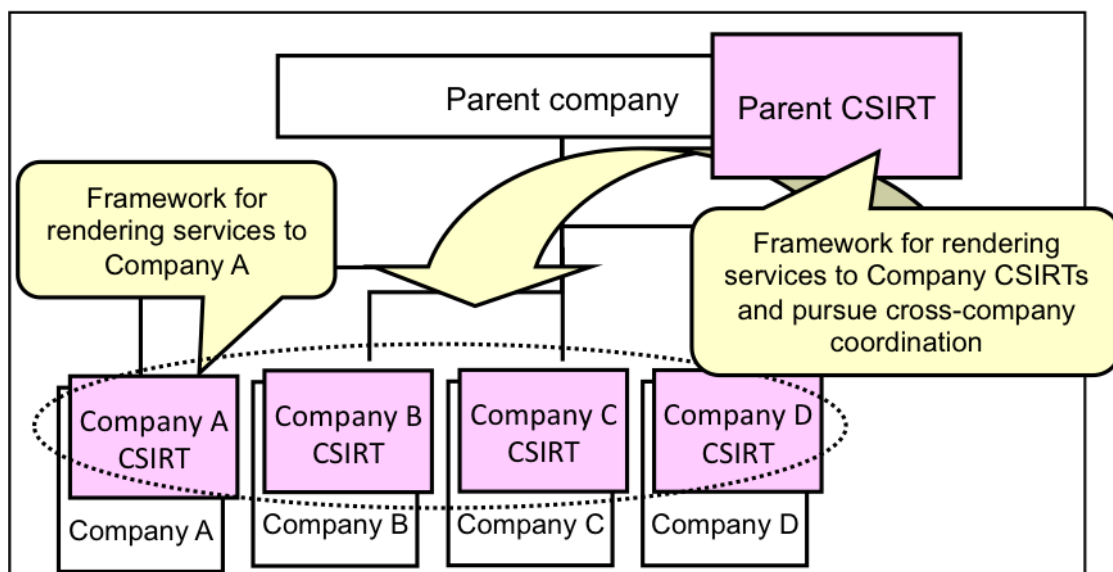 Parent company
Parent CSIRT
Framework for
rendering services to
Company A
Framework for rendering
services to Company CSIRTs
and pursue cross-company
coordination
Company A
CSIRT
Company B
CSIRT
Company C
CSIRT
Company D
CSIRT
Company A
Company B
Company C
Company D